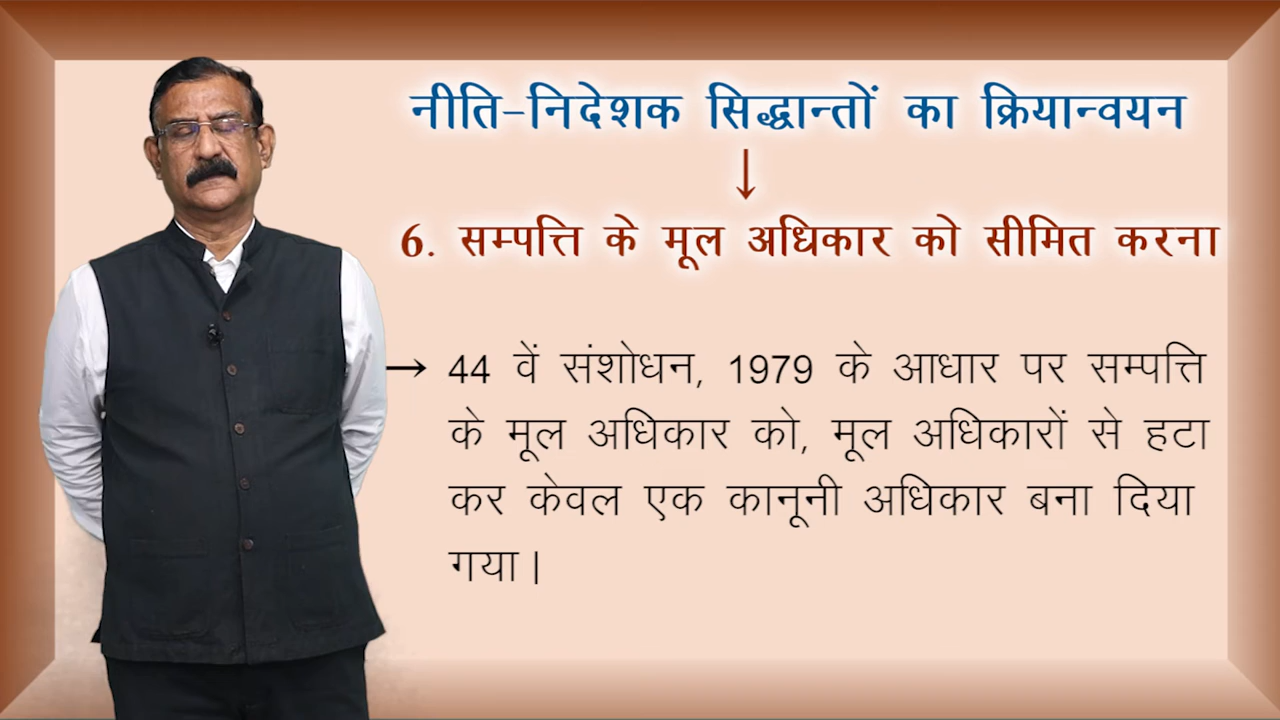 नीति-निदेशक सिद्धान्तों का क्रियान्वयन
↓
6. सम्पत्ति के मूल अधिकार को सीमित करना
→ 44 वें संशोधन, 1979 के आधार पर सम्पत्ति
के मूल अधिकार को, मूल अधिकारों से हटा
कर केवल एक कानूनी अधिकार बना दिया
गया।